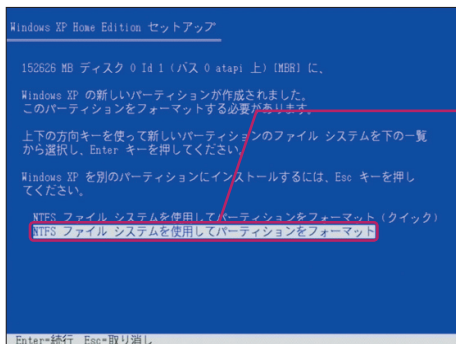 Windows XP Home Edition セットアップ
152626 MB ディスク 0 Id 1 (バス 0 atapi 上) [MBR] に、
Windows XP の新しいパーティションが作成されました。
このパーティションをフォーマットする必要があります。
上下の方向キーを使って新しいパーティションのファイル システムを下の一覧
から選択し、Enter キーを押してください。
Windows XP を別のパーティションにインストールするには、Esc キーを押し
てください。
NTFS ファイル システムを使用してパーティションをフォーマット (クイック)
NTFS ファイル システムを使用してパーティションをフォーマット
Enter=続行 Esc=取り消し